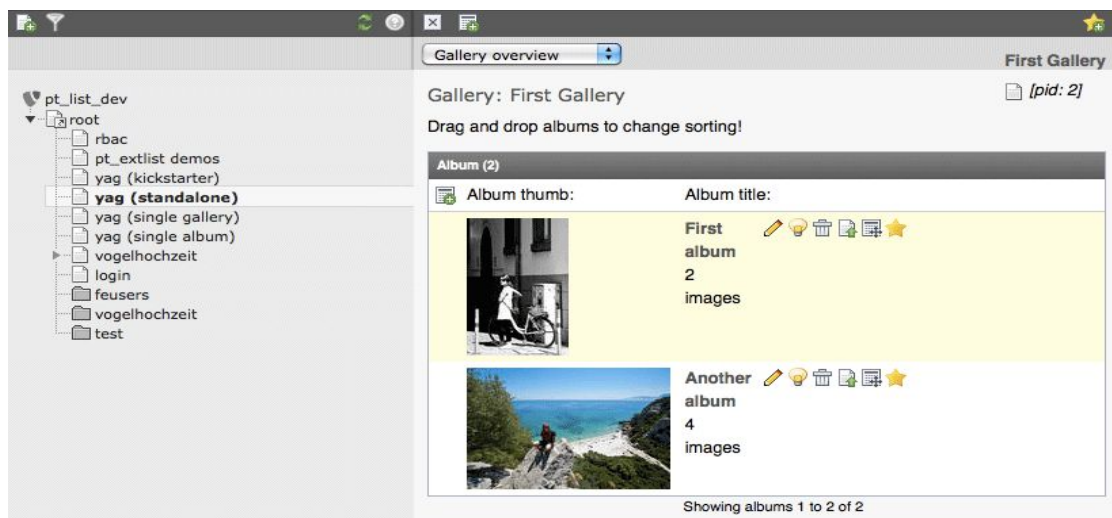 Gallery overview
First Gallery
[pid: 2]
pt_list_dev
root
rbac
pt_extlist demos
yag (kickstarter)
yag (standalone)
yag (single gallery)
yag (single album)
vogelhochzeit
login
feusers
vogelhochzeit
test
Gallery: First Gallery
Drag and drop albums to change sorting!
Album (2)
Album thumb: Album title:
First
album
2
images
Another
album
4
images
Showing albums 1 to 2 of 2